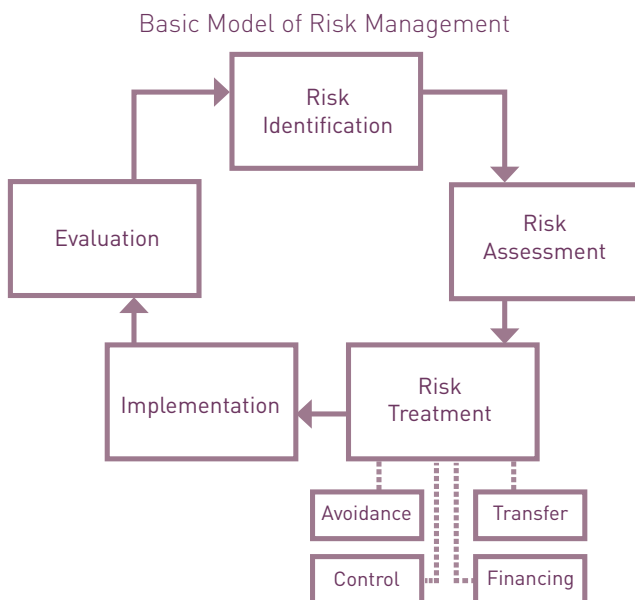 Basic Model of Risk Management
Risk
Identification
Risk
Assessment
Risk
Treatment
Implementation
Evaluation
Avoidance
Transfer
Control
Financing